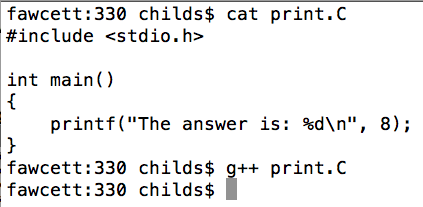 fawcett:330 childs$ cat print.C
#include <stdio.h>

int main()
{
    printf("The answer is: %d\n", 8);
}
fawcett:330 childs$ g++ print.C
fawcett:330 childs$